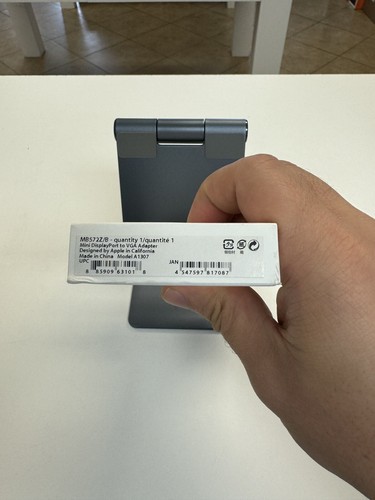 MB572Z/B - quantity 1/quantité 1
Mini DisplayPort to VGA Adapter
Designed by Apple in California
Made in China Model A1307
UPC JAN
8 85909 63101 8 4 547597 817087